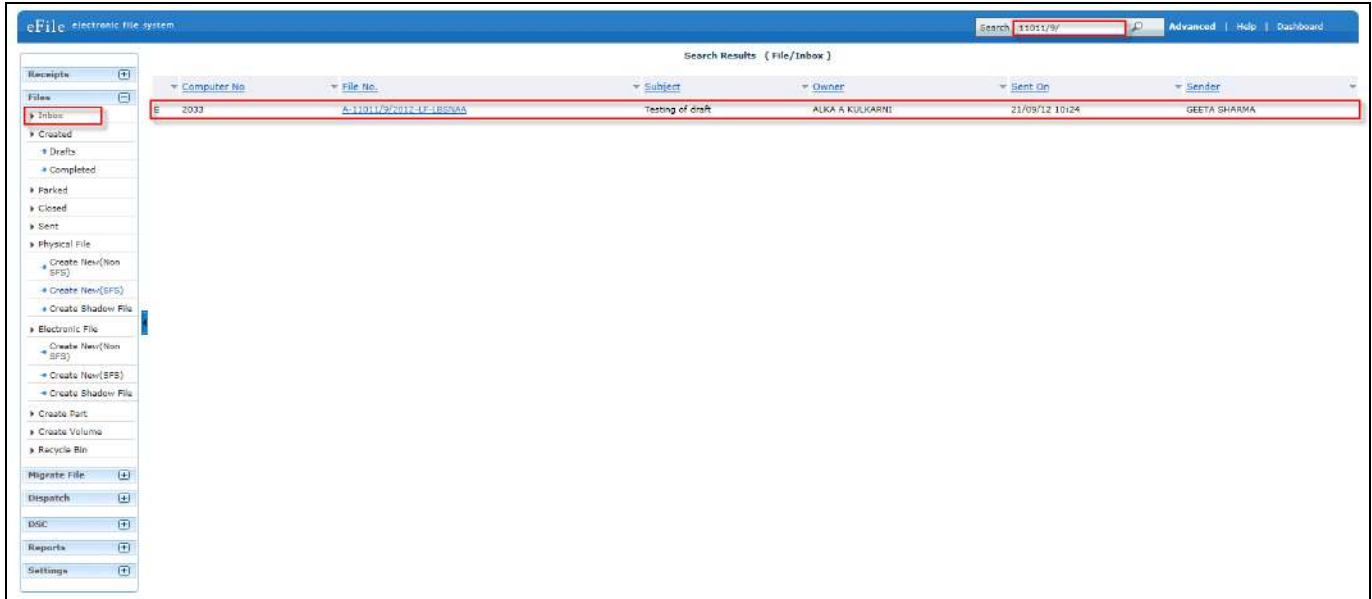 eFile electronic file system
Search 11011/9/ Advanced | Help | Dashboard
Search Results ( File/Inbox )
Receipts
Files
Inbox
Created
Drafts
Completed
Parked
Closed
Sent
Physical File
Create New(Non SFS)
Create New(SFS)
Create Shadow File
Electronic File
Create New(Non SFS)
Create New(SFS)
Create Shadow File
Create Part
Create Volume
Recycle Bin
Migrate File
Dispatch
DSC
Reports
Settings
Computer No File No. Subject Owner Sent On Sender
E 2033 A-11011/9/2012-LF-LBSNAA Testing of draft ALKA A KULKARNI 21/09/12 10:24 GEETA SHARMA